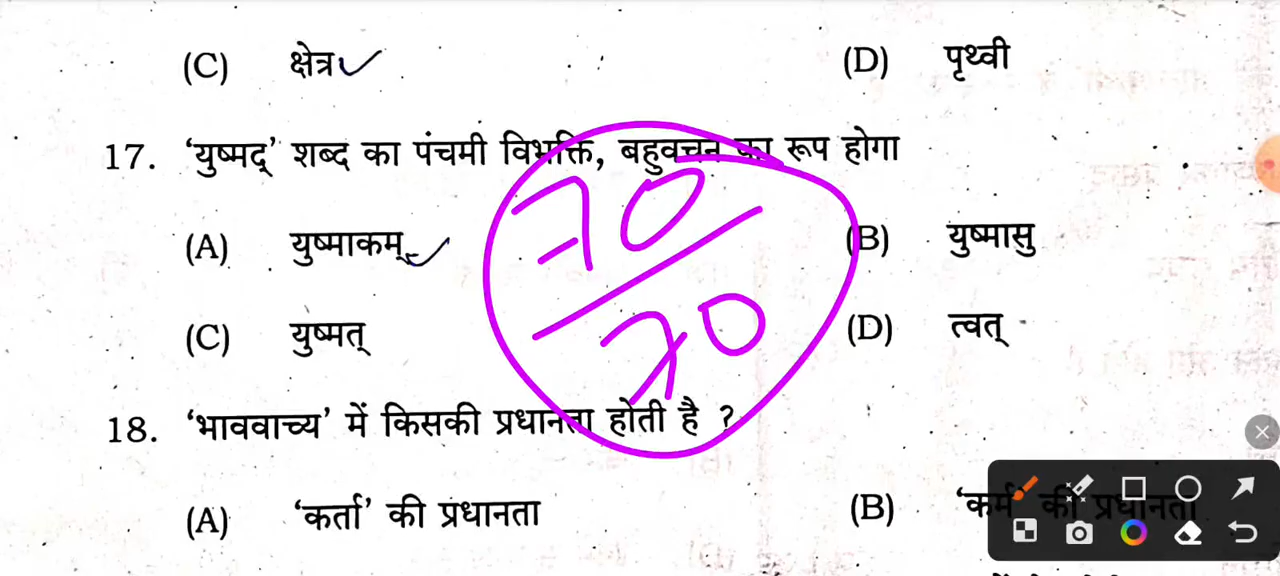 (C) क्षेत्र (D) पृथ्वी
17. ‘युष्मद्’ शब्द का पंचमी विभक्ति, बहुवचन का रूप होगा
(A) युष्माकम् (B) युष्मासु
(C) युष्मत् (D) त्वत्
70
70
18. ‘भाववाच्य’ में किसकी प्रधानता होती है ?
(A) ‘कर्ता’ की प्रधानता (B) ‘कर्म’ की प्रधानता